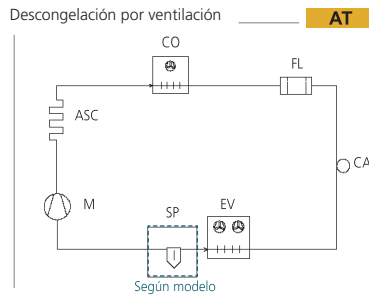 Descongelación por ventilación
AT
CO
FL
ASC
CA
M
SP
EV
Según modelo